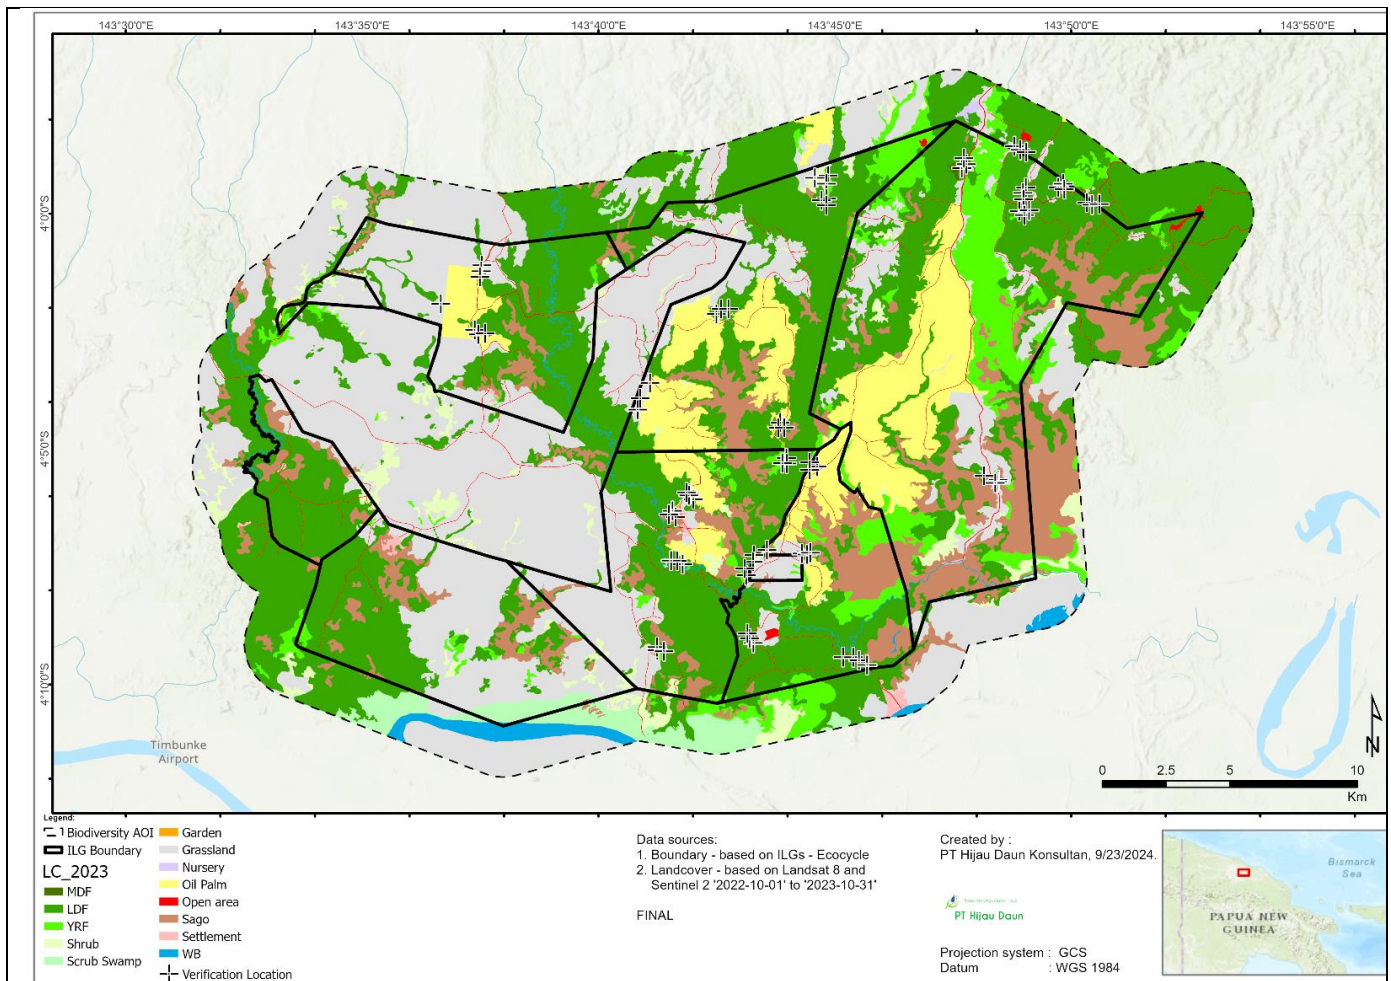 143°30'0"E 143°35'0"E 143°40'0"E 143°45'0"E 143°50'0"E 143°55'0"E
4°0'0"S
4°5'0"S
4°10'0"S
Timbunke
Airport
N
0 2.5 5 10
Km
Legend:
Biodiversity AOI
ILG Boundary
LC_2023
MDF
LDF
YRF
Shrub
Scrub Swamp
Garden
Grassland
Nursery
Oil Palm
Open area
Sago
Settlement
WB
Verification Location
Data sources:
1. Boundary - based on ILGs - Ecocycle
2. Landcover - based on Landsat 8 and
Sentinel 2 '2022-10-01' to '2023-10-31'
FINAL
Created by :
PT Hijau Daun Konsultan, 9/23/2024.
PT Hijau Daun
Projection system : GCS
Datum : WGS 1984
Bismarck
Sea
PAPUA NEW
GUINEA